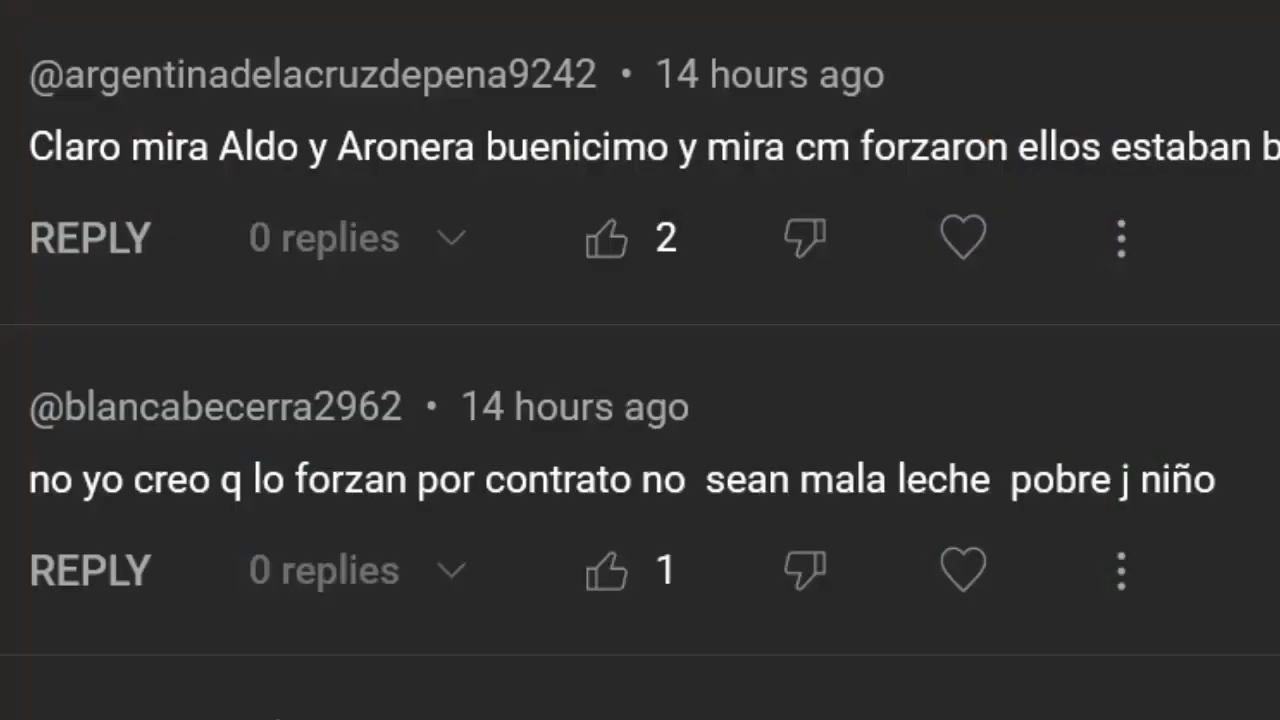 @argentinadelacruzdepena9242 • 14 hours ago
Claro mira Aldo y Aronera buenicimo y mira cm forzaron ellos estaban b
REPLY 0 replies 2
@blancabecerra2962 • 14 hours ago
no yo creo q lo forzan por contrato no  sean mala leche  pobre j niño
REPLY 0 replies 1